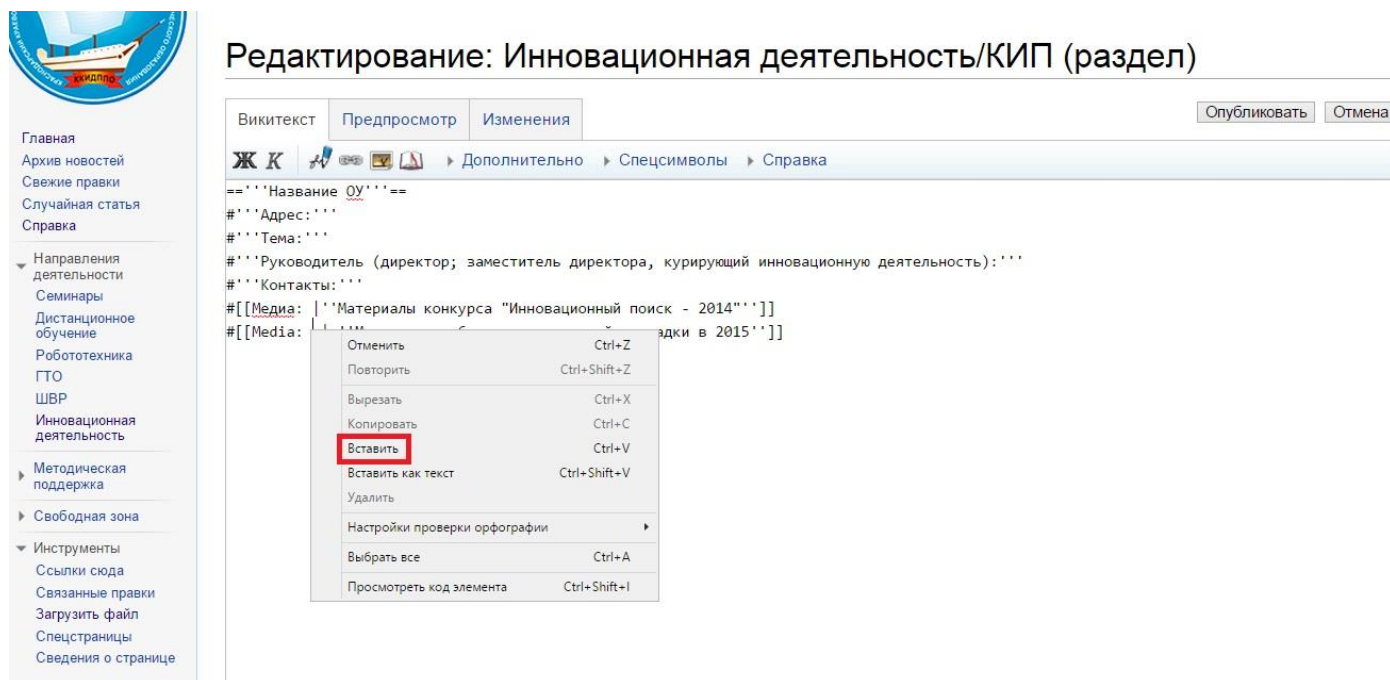 ККИДППО
Редактирование: Инновационная деятельность/КИП (раздел)
Викитекст Предпросмотр Изменения
Опубликовать Отмена
Ж К Дополнительно Спецсимволы Справка
=='''Название ОУ'''==
#'''Адрес:'''
#'''Тема:'''
#'''Руководитель (директор; заместитель директора, курирующий инновационную деятельность):'''
#'''Контакты:'''
#[[Медиа: |''Материалы конкурса "Инновационный поиск - 2014"'']]
#[[Media: в 2015'']]
Отменить Ctrl+Z
Повторить Ctrl+Shift+Z
Вырезать Ctrl+X
Копировать Ctrl+C
Вставить Ctrl+V
Вставить как текст Ctrl+Shift+V
Удалить
Настройки проверки орфографии
Выбрать все Ctrl+A
Просмотреть код элемента Ctrl+Shift+I
Главная
Архив новостей
Свежие правки
Случайная статья
Справка
Направления
деятельности
Семинары
Дистанционное
обучение
Робототехника
ГТО
ШВР
Инновационная
деятельность
Методическая
поддержка
Свободная зона
Инструменты
Ссылки сюда
Связанные правки
Загрузить файл
Спецстраницы
Сведения о странице